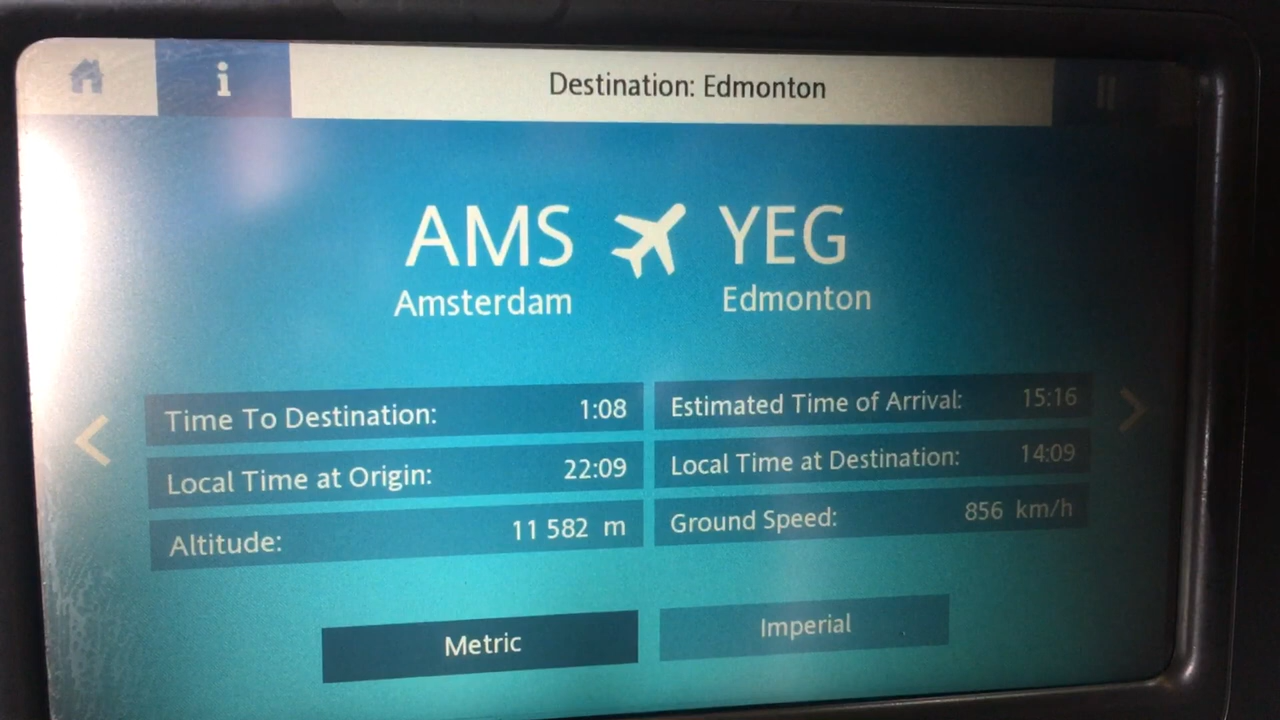 Destination: Edmonton
AMS YEG
Amsterdam Edmonton
Time To Destination: 1:08
Estimated Time of Arrival: 15:16
Local Time at Origin: 22:09
Local Time at Destination: 14:09
Altitude: 11 582 m
Ground Speed: 856 km/h
Metric Imperial